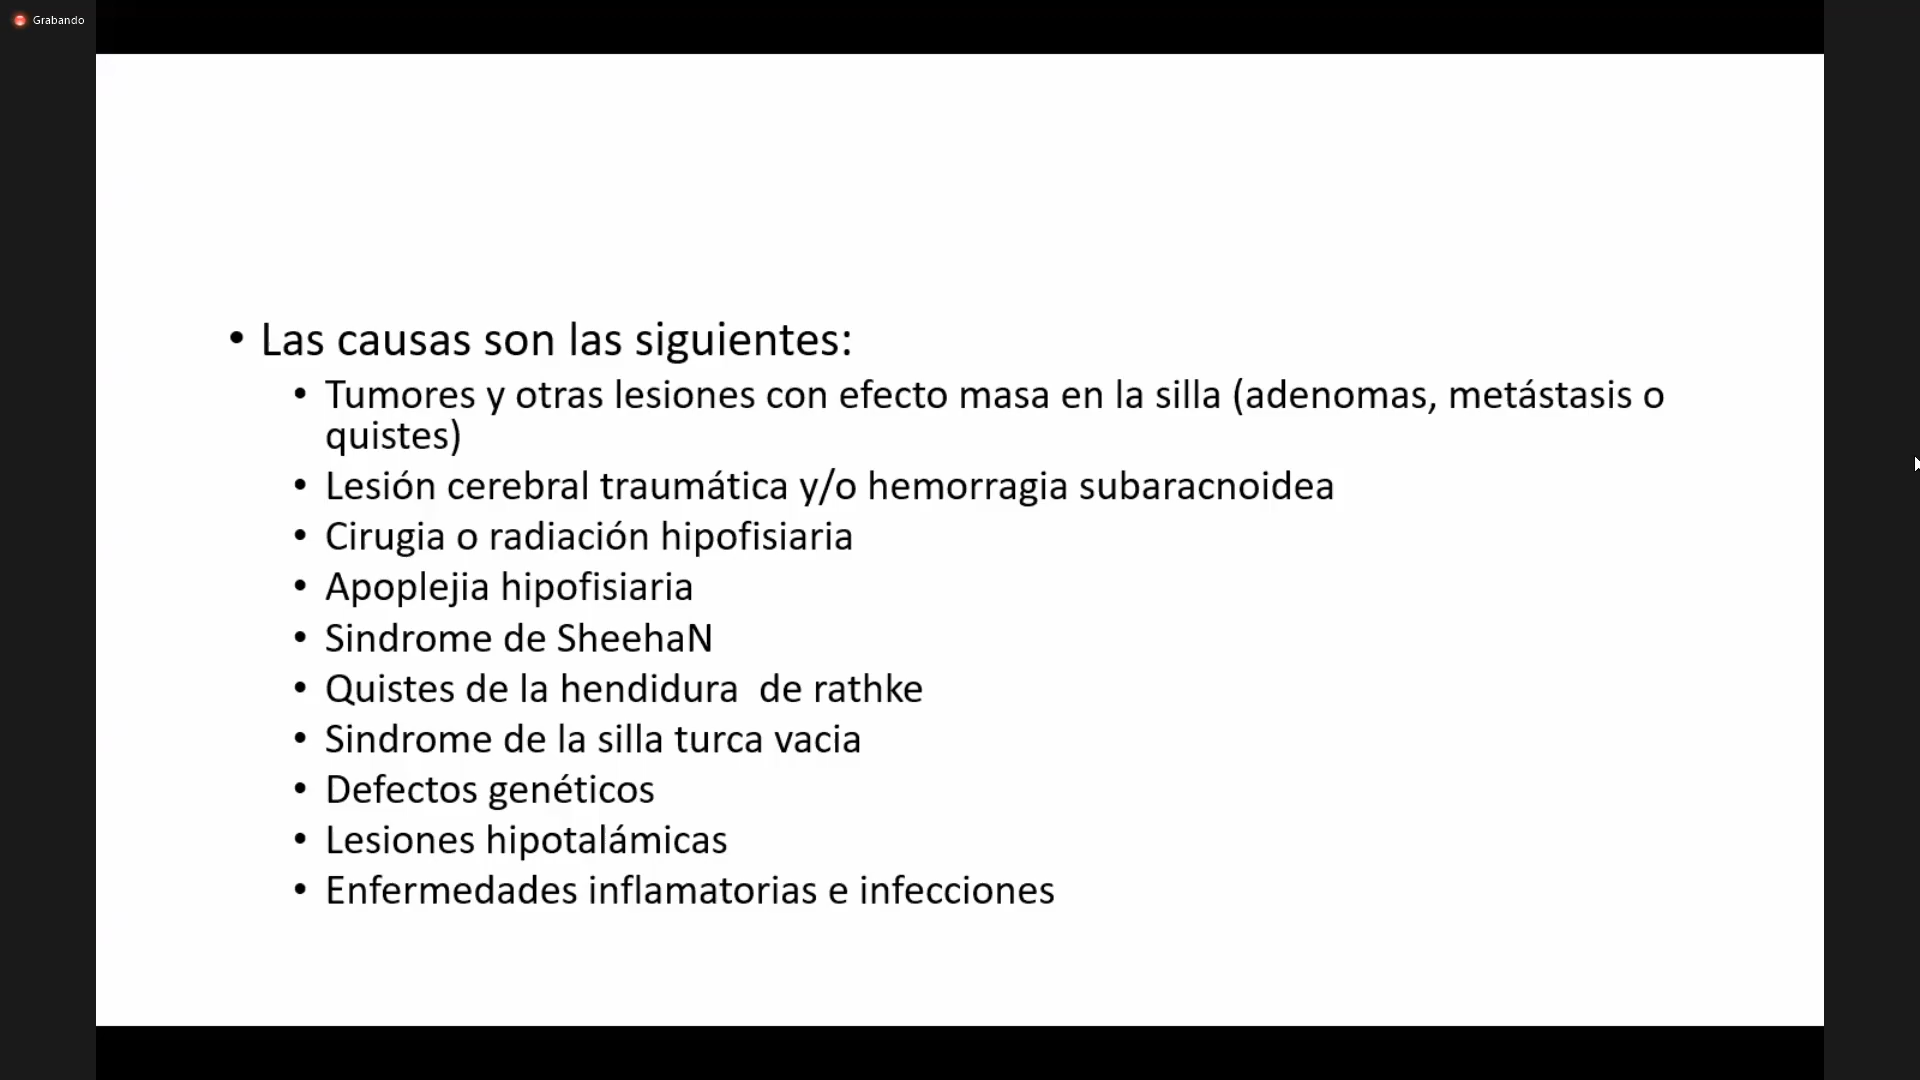 Grabando
• Las causas son las siguientes:
• Tumores y otras lesiones con efecto masa en la silla (adenomas, metástasis o
quistes)
• Lesión cerebral traumática y/o hemorragia subaracnoidea
• Cirugia o radiación hipofisiaria
• Apoplejia hipofisiaria
• Sindrome de SheehaN
• Quistes de la hendidura  de rathke
• Sindrome de la silla turca vacia
• Defectos genéticos
• Lesiones hipotalámicas
• Enfermedades inflamatorias e infecciones